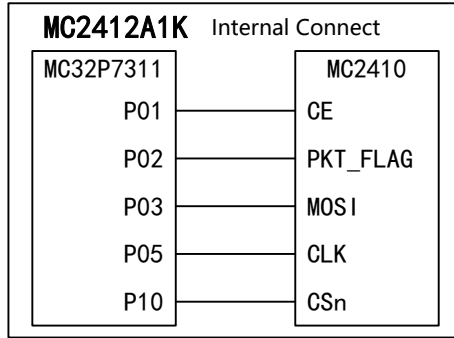 MC2412A1K Internal Connect
MC32P7311 MC2410
P01 CE
P02 PKT_FLAG
P03 MOSI
P05 CLK
P10 CSn